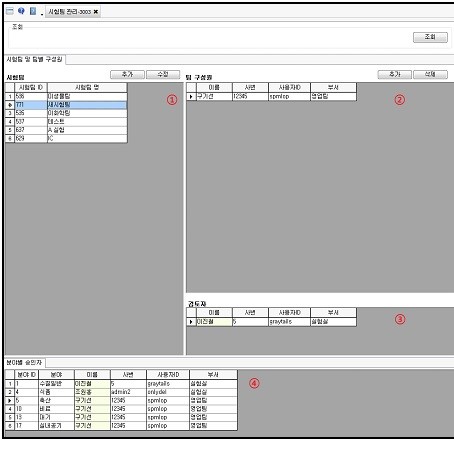 시험팀 관리-3003
조회
조회
시험팀 및 팀별 구성원
시험팀 추가 수정
시험팀 ID 시험팀 명
1 536 미생물팀
771 새시험팀
3 535 이화학팀
4 537 테스트
5 637 A 실험
6 629 IC
①
팀 구성원 추가 삭제
이름 사번 사용자ID 부서
구기선 12345 spmlop 영업팀
②
검토자
이름 사번 사용자ID 부서
이진철 5 graytails 실험실
③
분야별 승인자
분야 ID 분야 이름 사번 사용자ID 부서
1 1 수질일반 이진철 5 graytails 실험실
2 4 식품 조원홍 admin2 onlydel 실험실
5 축산 구기선 12345 spmlop 영업팀
4 10 비료 구기선 12345 spmlop 영업팀
5 13 대기 구기선 12345 spmlop 영업팀
6 17 실내공기 구기선 12345 spmlop 영업팀
④